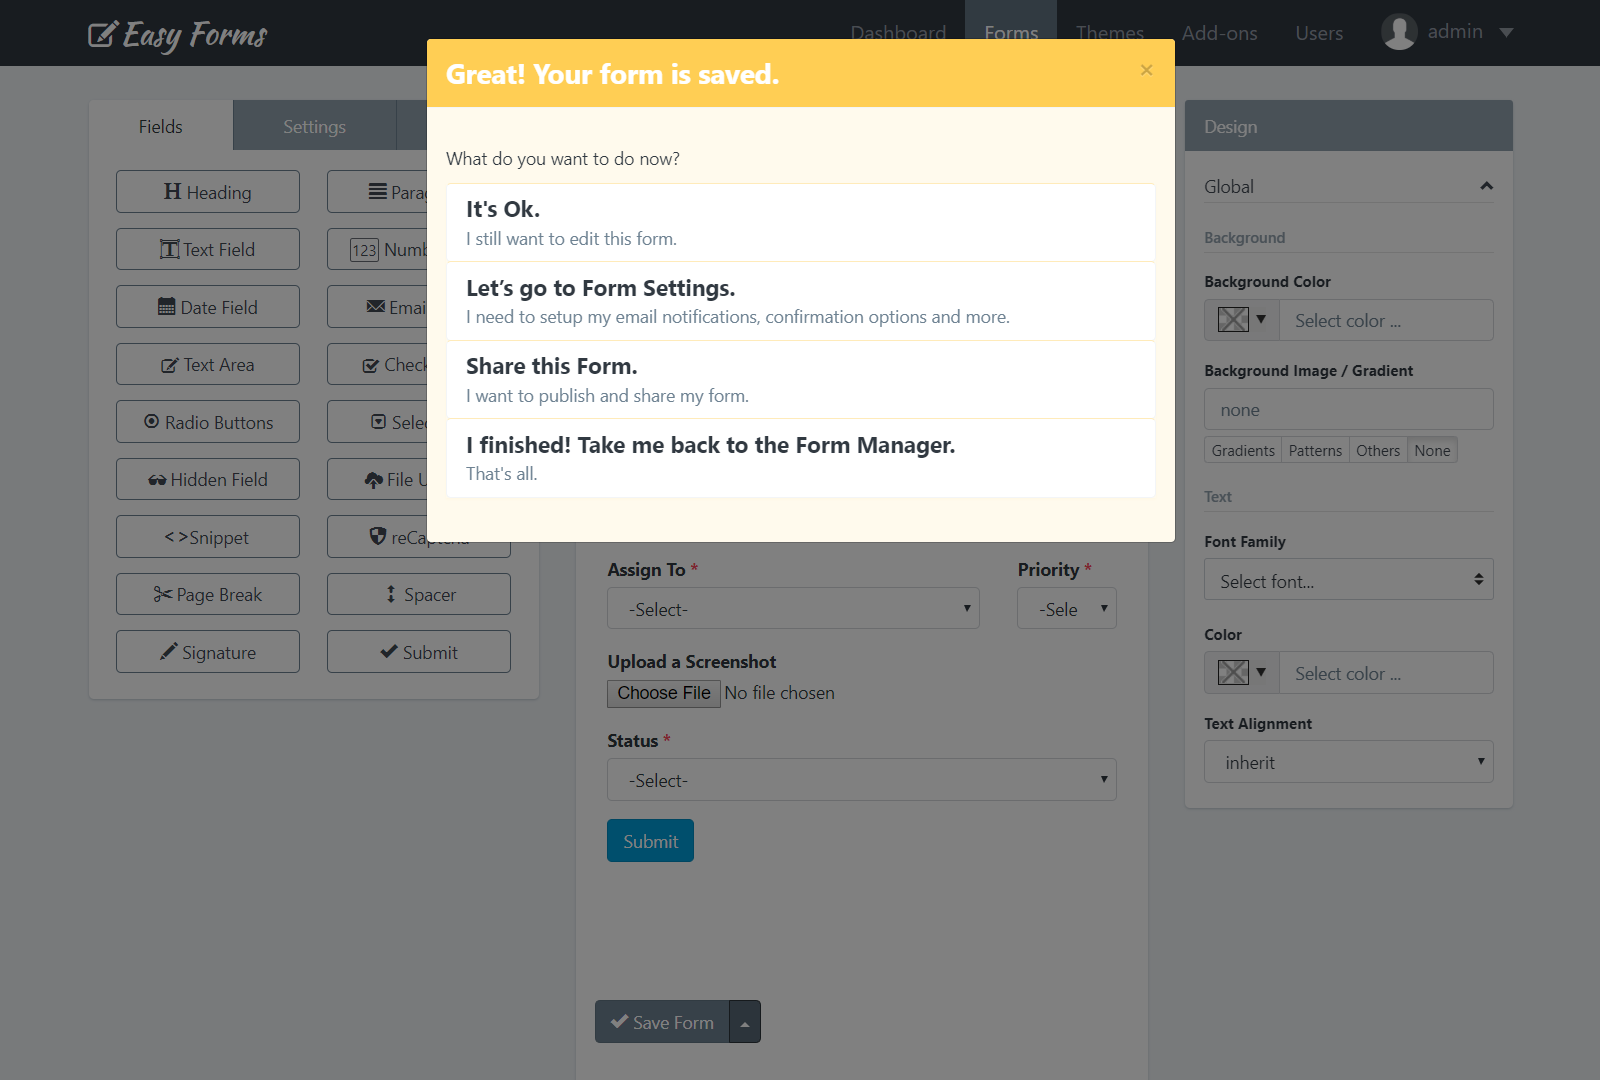 Easy Forms
Dashboard
Forms
Themes
Add-ons
Users
admin
Great! Your form is saved.
×
What do you want to do now?
It's Ok.
I still want to edit this form.
Let’s go to Form Settings.
I need to setup my email notifications, confirmation options and more.
Share this Form.
I want to publish and share my form.
I finished! Take me back to the Form Manager.
That's all.
Fields
Settings
H Heading
Text Field
123
Date Field
Text Area
Radio Buttons
Hidden Field
File
<>Snippet
Page Break
Spacer
Signature
Submit
Assign To *
-Select-
Priority *
-Sele
Upload a Screenshot
Choose File No file chosen
Status *
-Select-
Submit
Save Form
Design
Global
Background
Background Color
Select color ...
Background Image / Gradient
none
Gradients
Patterns
Others
None
Text
Font Family
Select font...
Color
Select color ...
Text Alignment
inherit